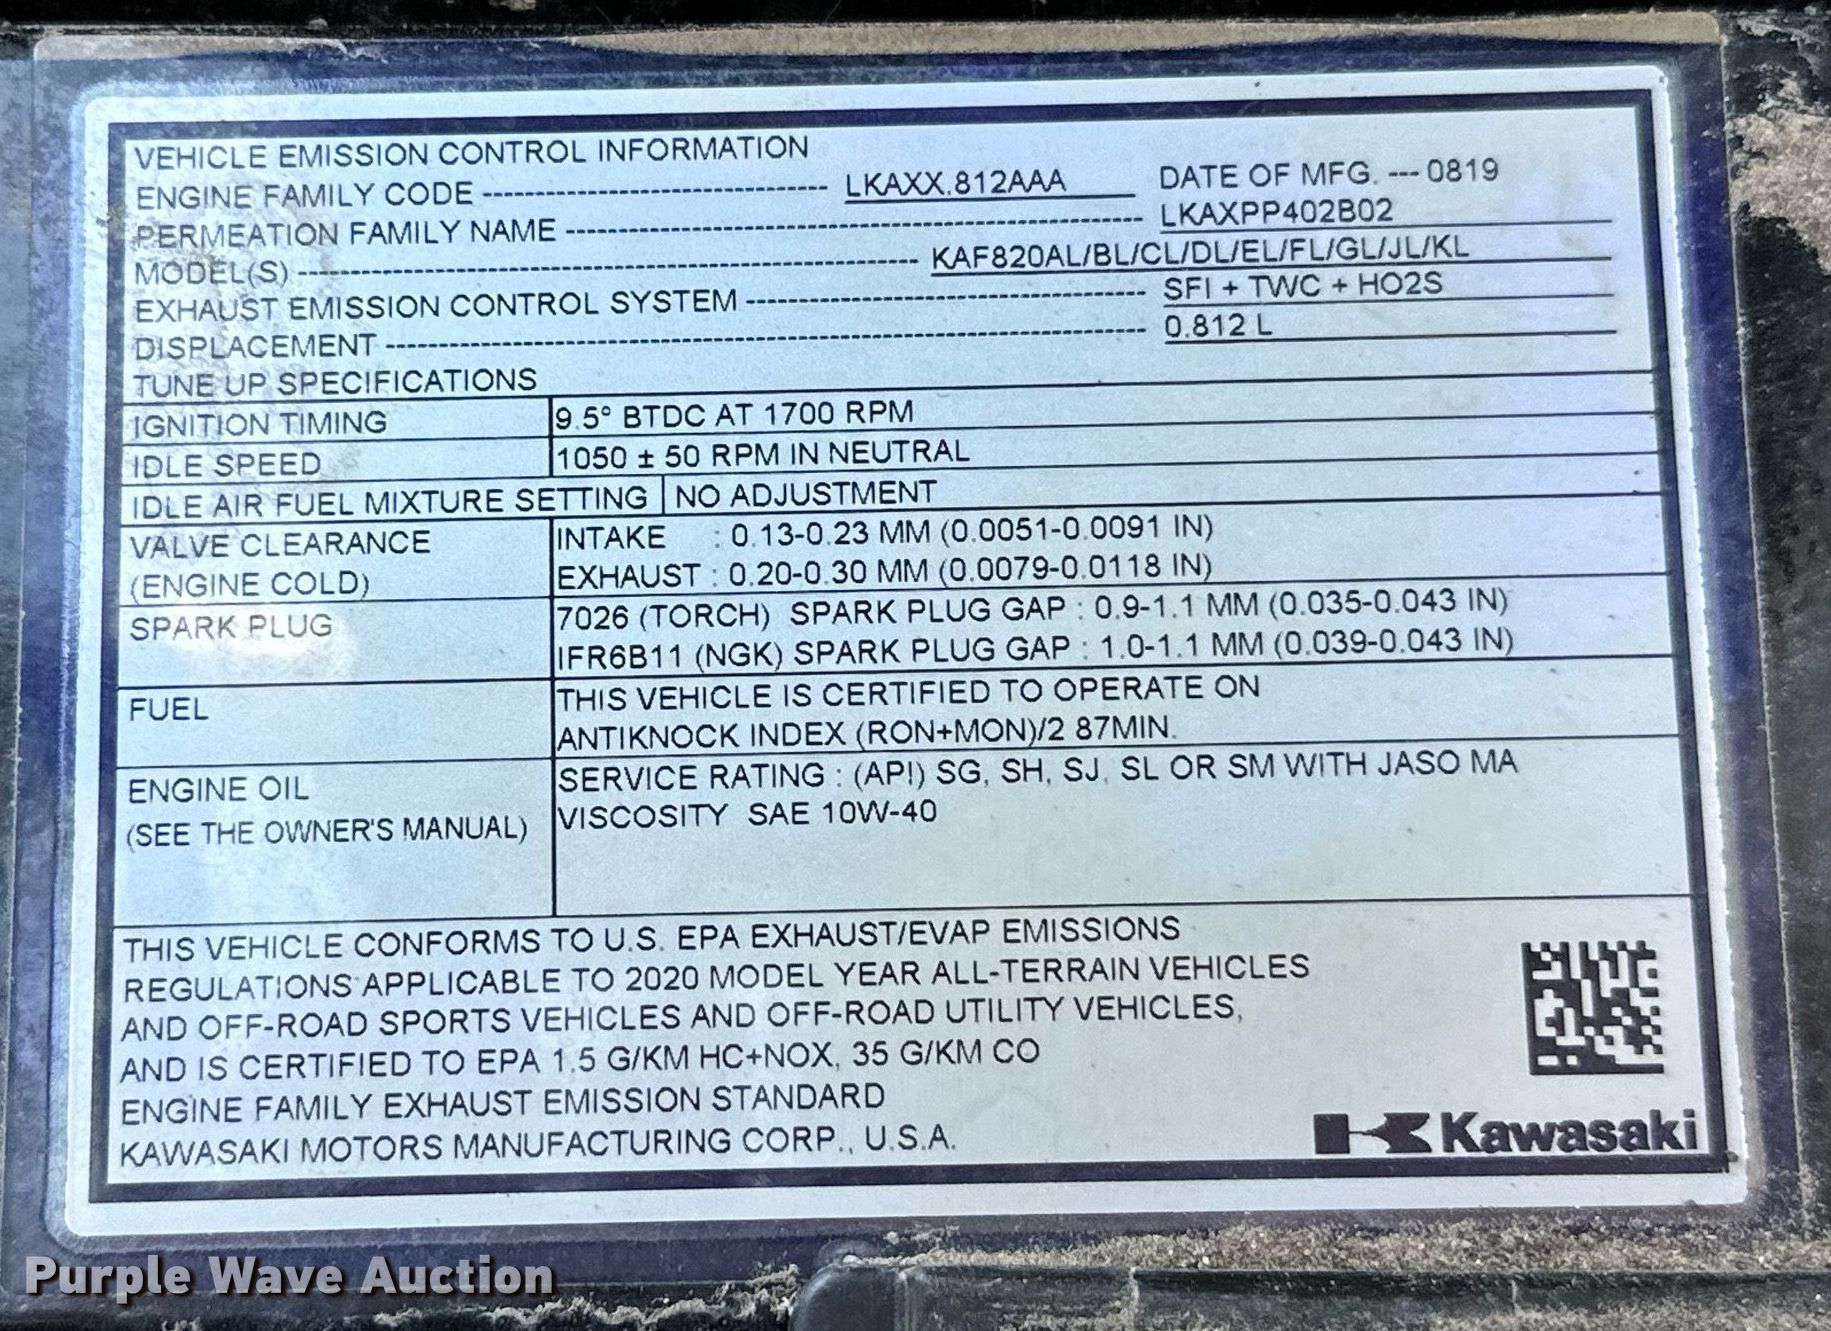 VEHICLE EMISSION CONTROL INFORMATION
ENGINE FAMILY CODE ------------------------------- LKAXX.812AAA DATE OF MFG. --- 0819
PERMEATION FAMILY NAME ---------------------------------------------------- LKAXPP402B02
MODEL(S) -------------------------------------------------------- KAF820AL/BL/CL/DL/EL/FL/GL/JL/KL
EXHAUST EMISSION CONTROL SYSTEM ------------------------------------ SFI + TWC + HO2S
DISPLACEMENT --------------------------------------------------------------------- 0.812 L
TUNE UP SPECIFICATIONS
IGNITION TIMING 9.5° BTDC AT 1700 RPM
IDLE SPEED 1050 ± 50 RPM IN NEUTRAL
IDLE AIR FUEL MIXTURE SETTING NO ADJUSTMENT
VALVE CLEARANCE INTAKE : 0.13-0.23 MM (0.0051-0.0091 IN)
(ENGINE COLD) EXHAUST : 0.20-0.30 MM (0.0079-0.0118 IN)
SPARK PLUG 7026 (TORCH) SPARK PLUG GAP : 0.9-1.1 MM (0.035-0.043 IN)
IFR6B11 (NGK) SPARK PLUG GAP : 1.0-1.1 MM (0.039-0.043 IN)
FUEL THIS VEHICLE IS CERTIFIED TO OPERATE ON
ANTIKNOCK INDEX (RON+MON)/2 87MIN.
ENGINE OIL SERVICE RATING : (API) SG, SH, SJ, SL OR SM WITH JASO MA
(SEE THE OWNER'S MANUAL) VISCOSITY SAE 10W-40
THIS VEHICLE CONFORMS TO U.S. EPA EXHAUST/EVAP EMISSIONS
REGULATIONS APPLICABLE TO 2020 MODEL YEAR ALL-TERRAIN VEHICLES
AND OFF-ROAD SPORTS VEHICLES AND OFF-ROAD UTILITY VEHICLES,
AND IS CERTIFIED TO EPA 1.5 G/KM HC+NOX, 35 G/KM CO
ENGINE FAMILY EXHAUST EMISSION STANDARD
KAWASAKI MOTORS MANUFACTURING CORP., U.S.A.
Kawasaki
Purple Wave Auction